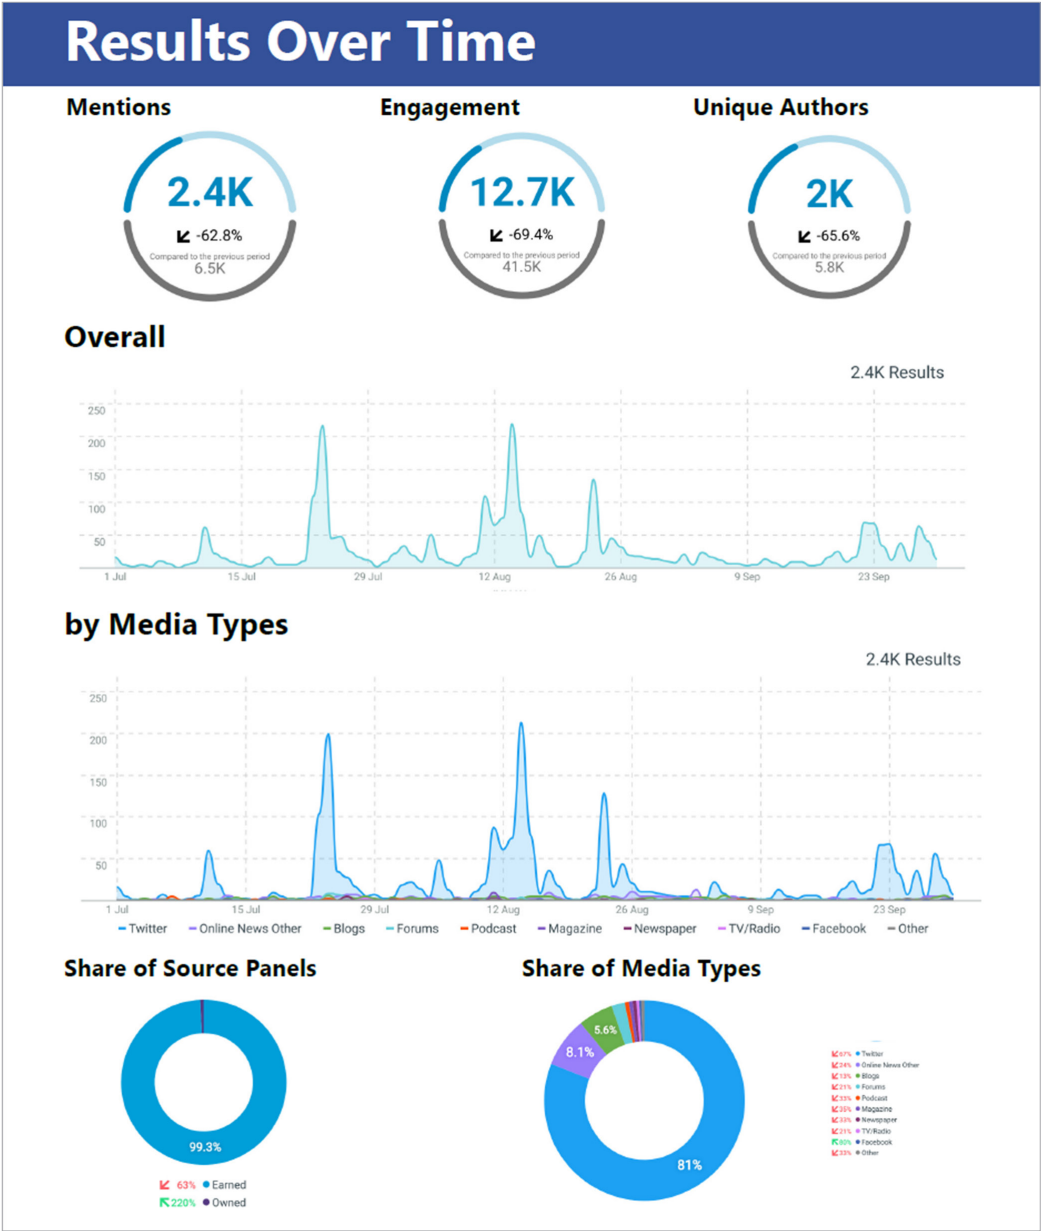 Results Over Time
Mentions Engagement Unique Authors
2.4K 12.7K 2K
-62.8% -69.4% -65.6%
Compared to the previous period Compared to the previous period Compared to the previous period
6.5K 41.5K 5.8K
Overall
2.4K Results
250
200
150
100
50
1 Jul 15 Jul 29 Jul 12 Aug 26 Aug 9 Sep 23 Sep
by Media Types
2.4K Results
250
200
150
100
50
1 Jul 15 Jul 29 Jul 12 Aug 26 Aug 9 Sep 23 Sep
Twitter Online News Other Blogs Forums Podcast Magazine Newspaper TV/Radio Facebook Other
Share of Source Panels Share of Media Types
99.3%
63% Earned
220% Owned
5.6%
8.1%
81%
67% Twitter
24% Online News Other
13% Blogs
21% Forums
33% Podcast
35% Magazine
33% Newspaper
21% TV/Radio
80% Facebook
33% Other